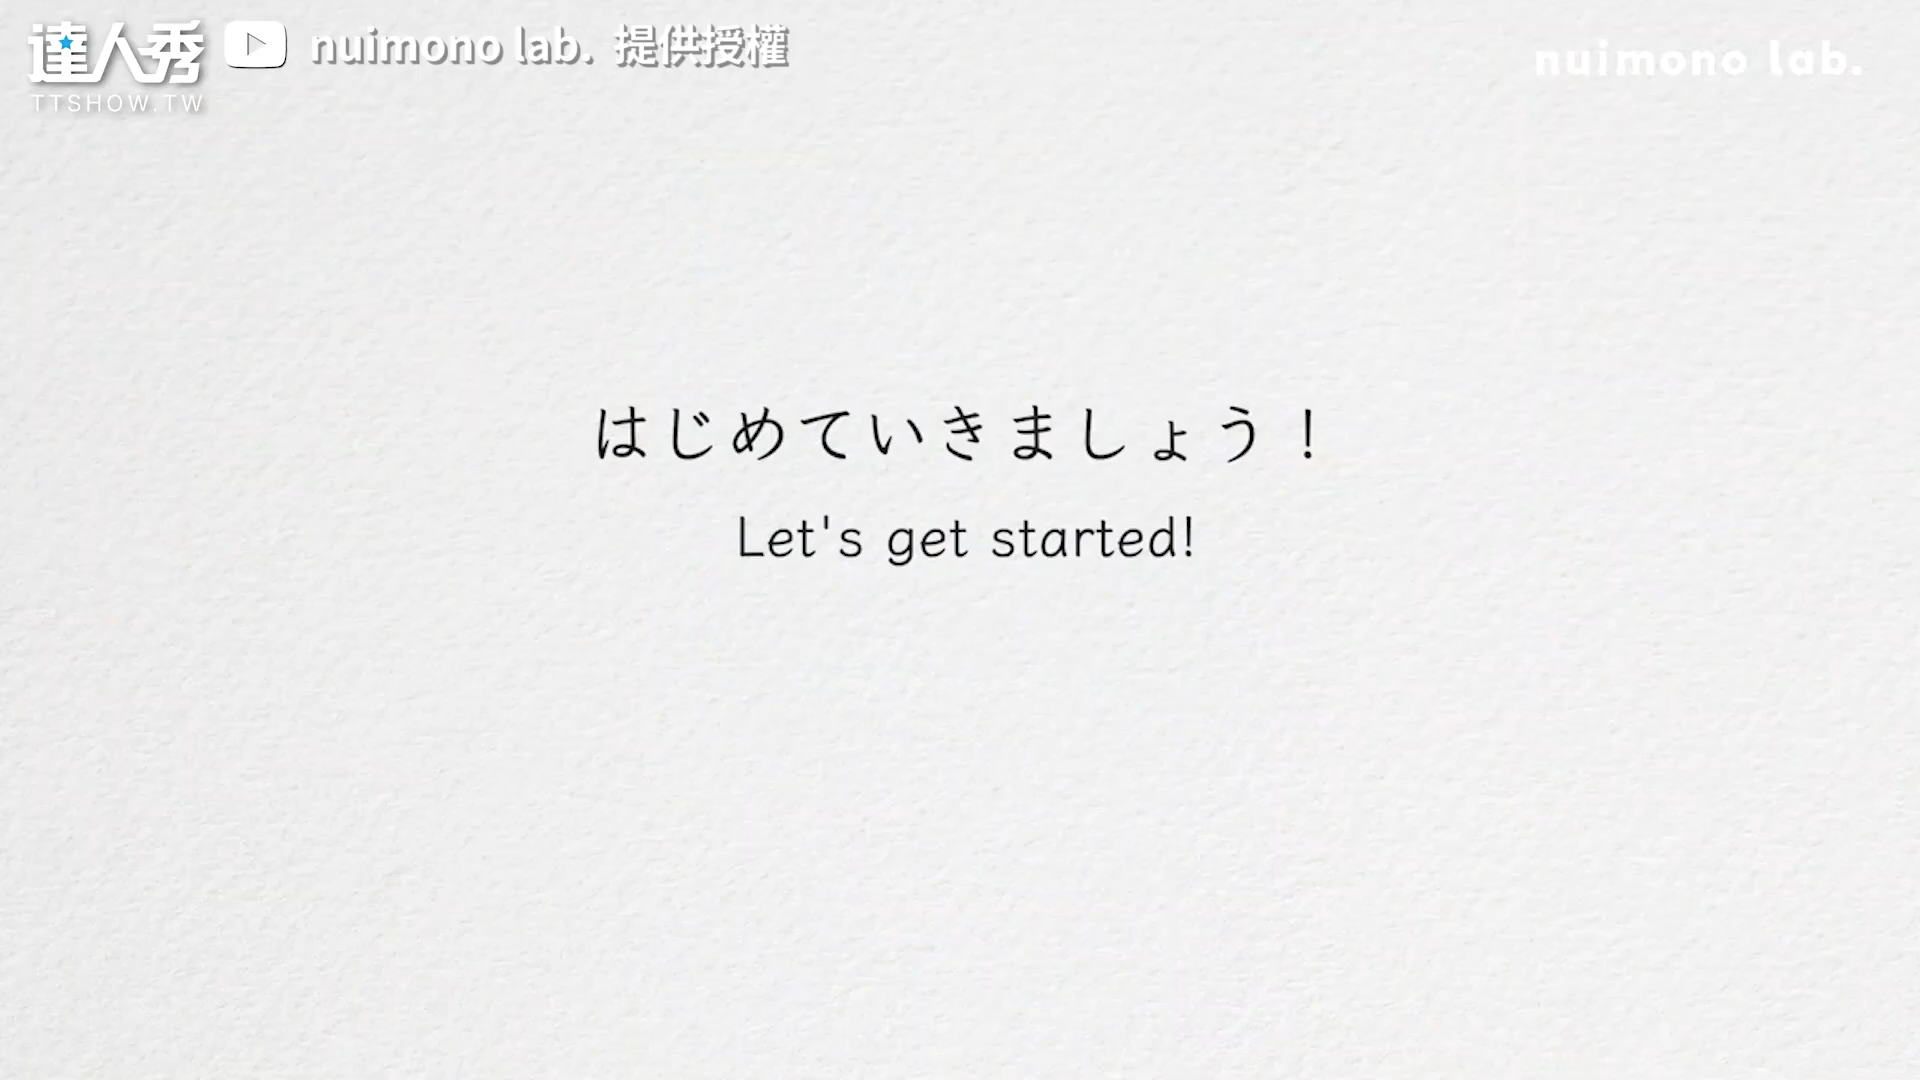 達人秀
TTSHOW.TW
nuimono lab. 提供授權
nuimono lab.
はじめていきましょう！
Let's get started!